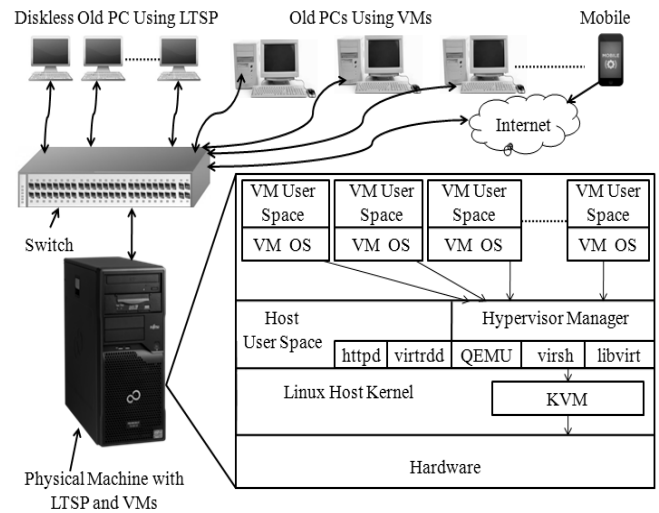 Diskless Old PC Using LTSP
Old PCs Using VMs
Mobile
MOBILE
Internet
Switch
VM User
Space
VM OS
VM User
Space
VM OS
VM User
Space
VM OS
VM User
Space
VM OS
Host
User Space
Hypervisor Manager
httpd
virtrdd
QEMU
virsh
libvirt
Linux Host Kernel
KVM
Hardware
Physical Machine with
LTSP and VMs